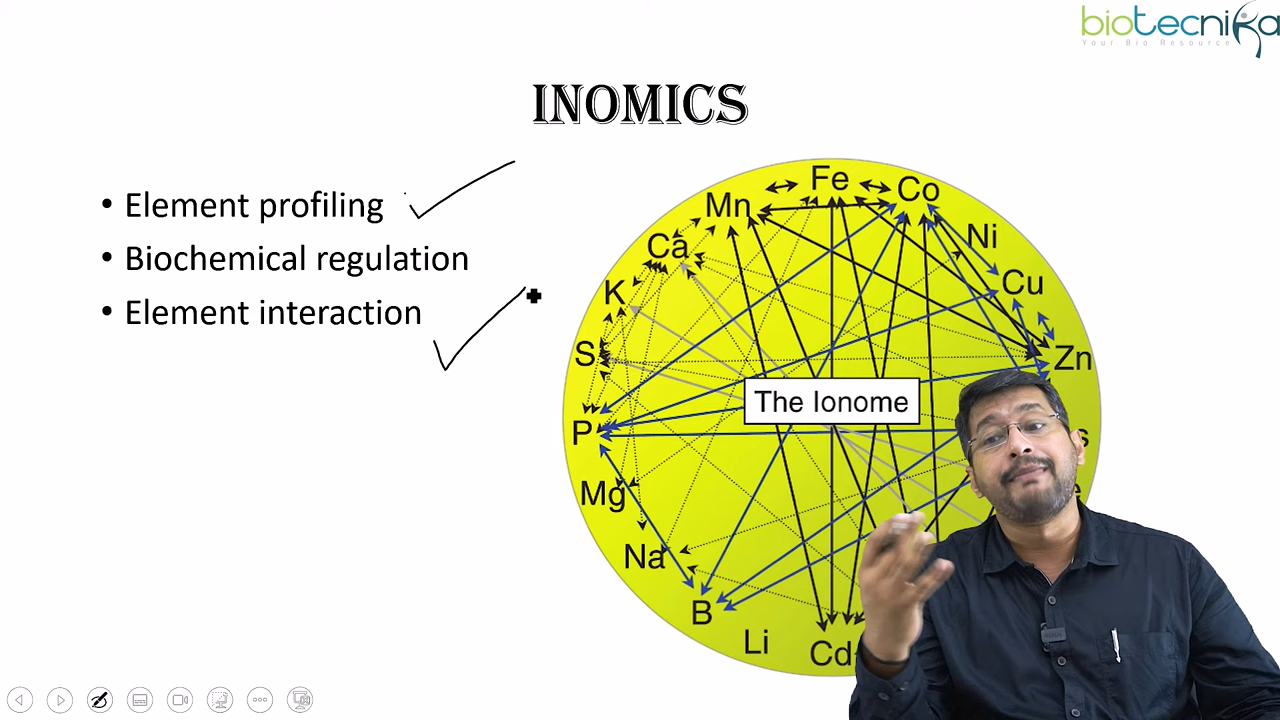 biotecnika
Your Bio Resource
INOMICS
• Element profiling
• Biochemical regulation
• Element interaction
Fe
Co
Mn
Ni
Ca
Cu
K
Zn
S
The Ionome
P
s
Mg
e
Na
B
Li
Cd